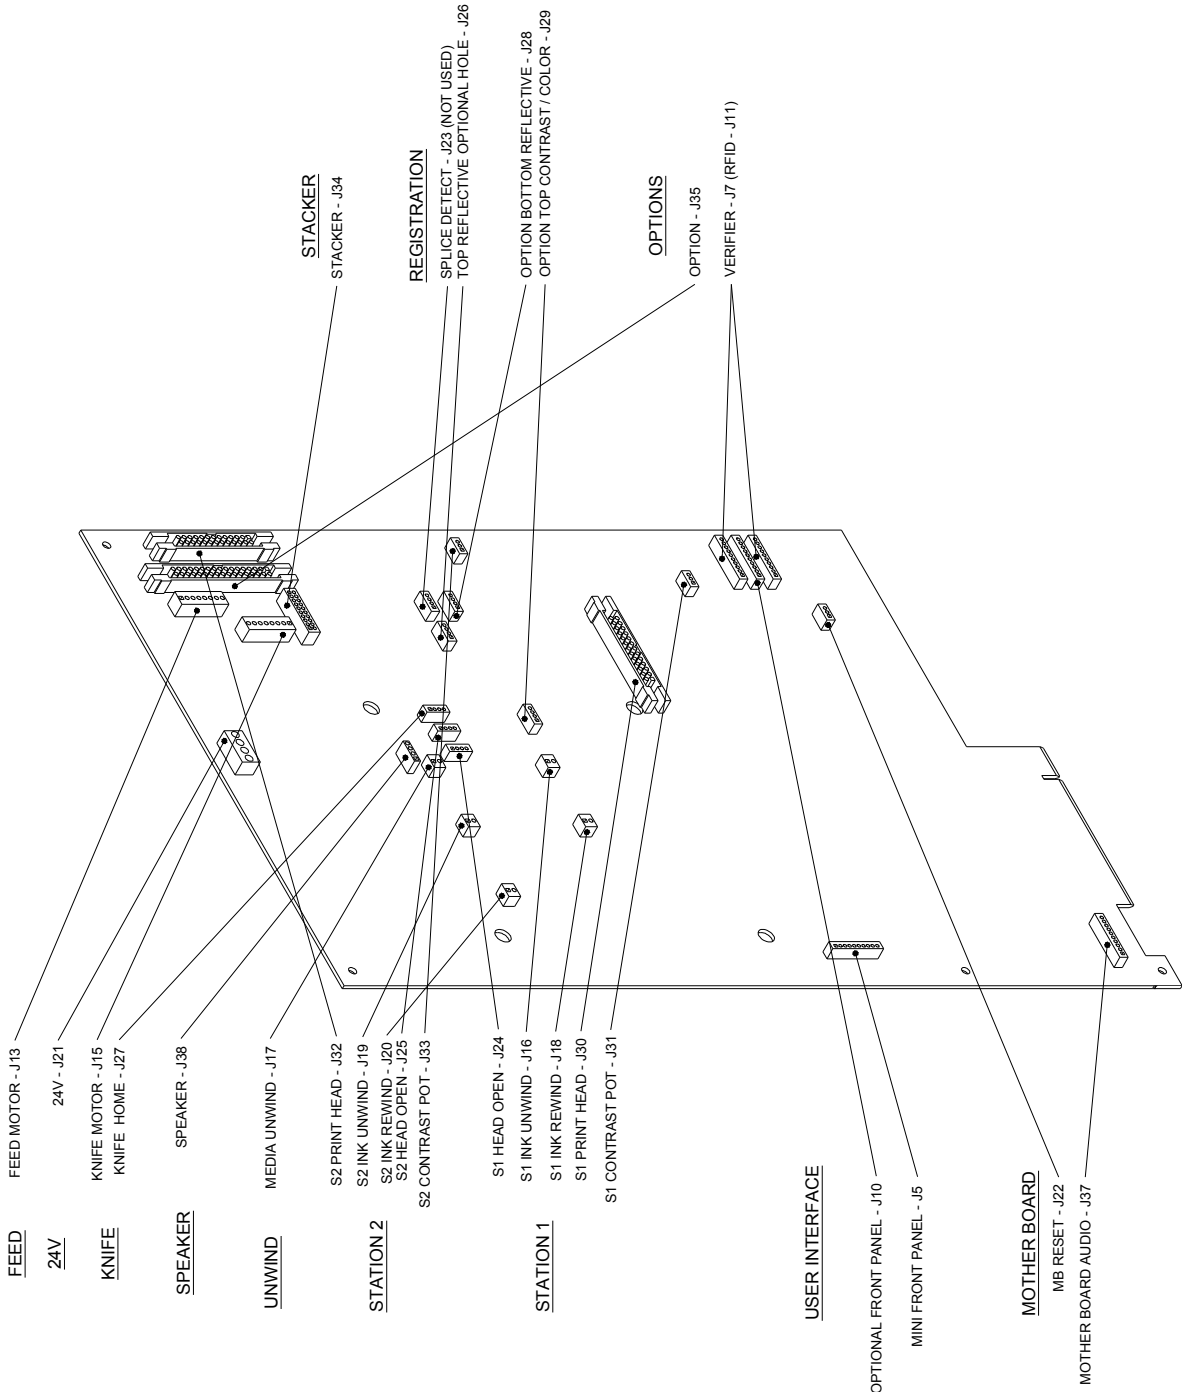 FEED
FEED MOTOR - J13
24V
24V - J21
KNIFE
KNIFE MOTOR - J15
KNIFE HOME - J27
SPEAKER
SPEAKER - J38
UNWIND
MEDIA UNWIND - J17
STATION 2
S2 PRINT HEAD - J32
S2 INK UNWIND - J19
S2 INK REWIND - J20
S2 HEAD OPEN - J25
S2 CONTRAST POT - J33
STATION 1
S1 HEAD OPEN - J24
S1 INK UNWIND - J16
S1 INK REWIND - J18
S1 PRINT HEAD - J30
S1 CONTRAST POT - J31
USER INTERFACE
OPTIONAL FRONT PANEL - J10
MINI FRONT PANEL - J5
MOTHER BOARD
MB RESET - J22
MOTHER BOARD AUDIO - J37
STACKER
STACKER - J34
REGISTRATION
SPLICE DETECT - J23 (NOT USED)
TOP REFLECTIVE OPTIONAL HOLE - J26
OPTION BOTTOM REFLECTIVE - J28
OPTION TOP CONTRAST / COLOR - J29
OPTIONS
OPTION - J35
VERIFIER - J7 (RFID - J11)